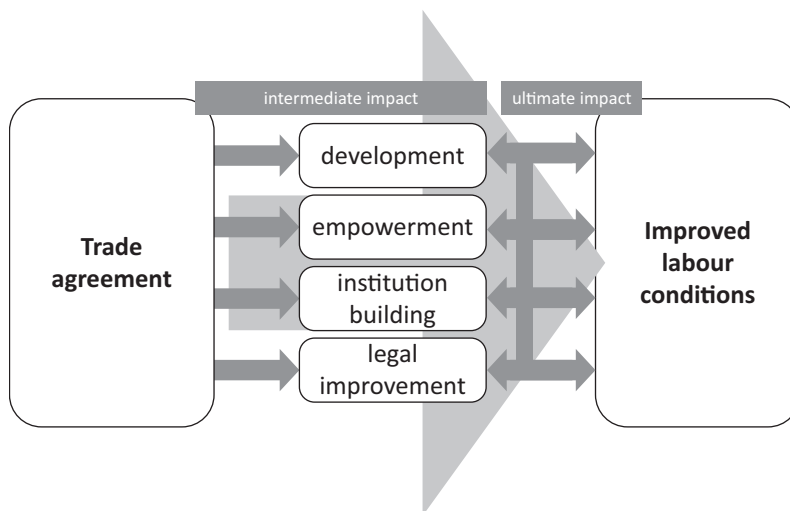 intermediate impact
ultimate impact
Trade
agreement
development
empowerment
institution
building
legal
improvement
Improved
labour
conditions